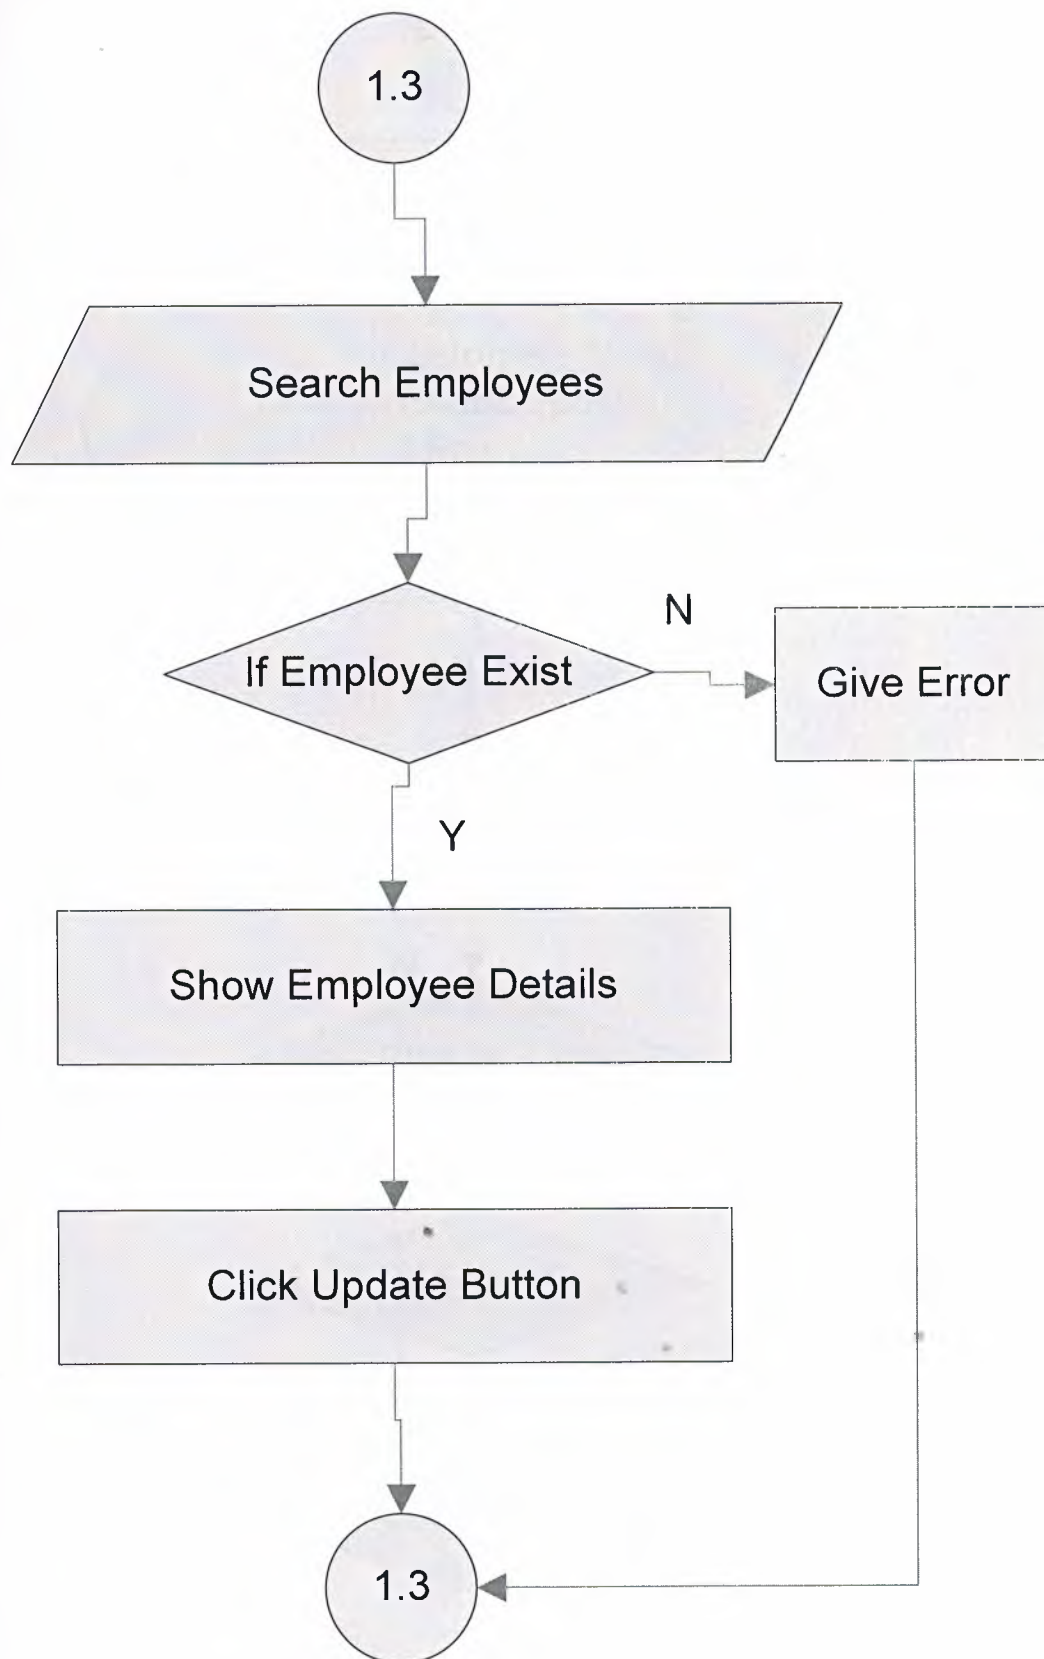 1.3
Search Employees
If Employee Exist
N
Give Error
Y
Show Employee Details
Click Update Button
1.3